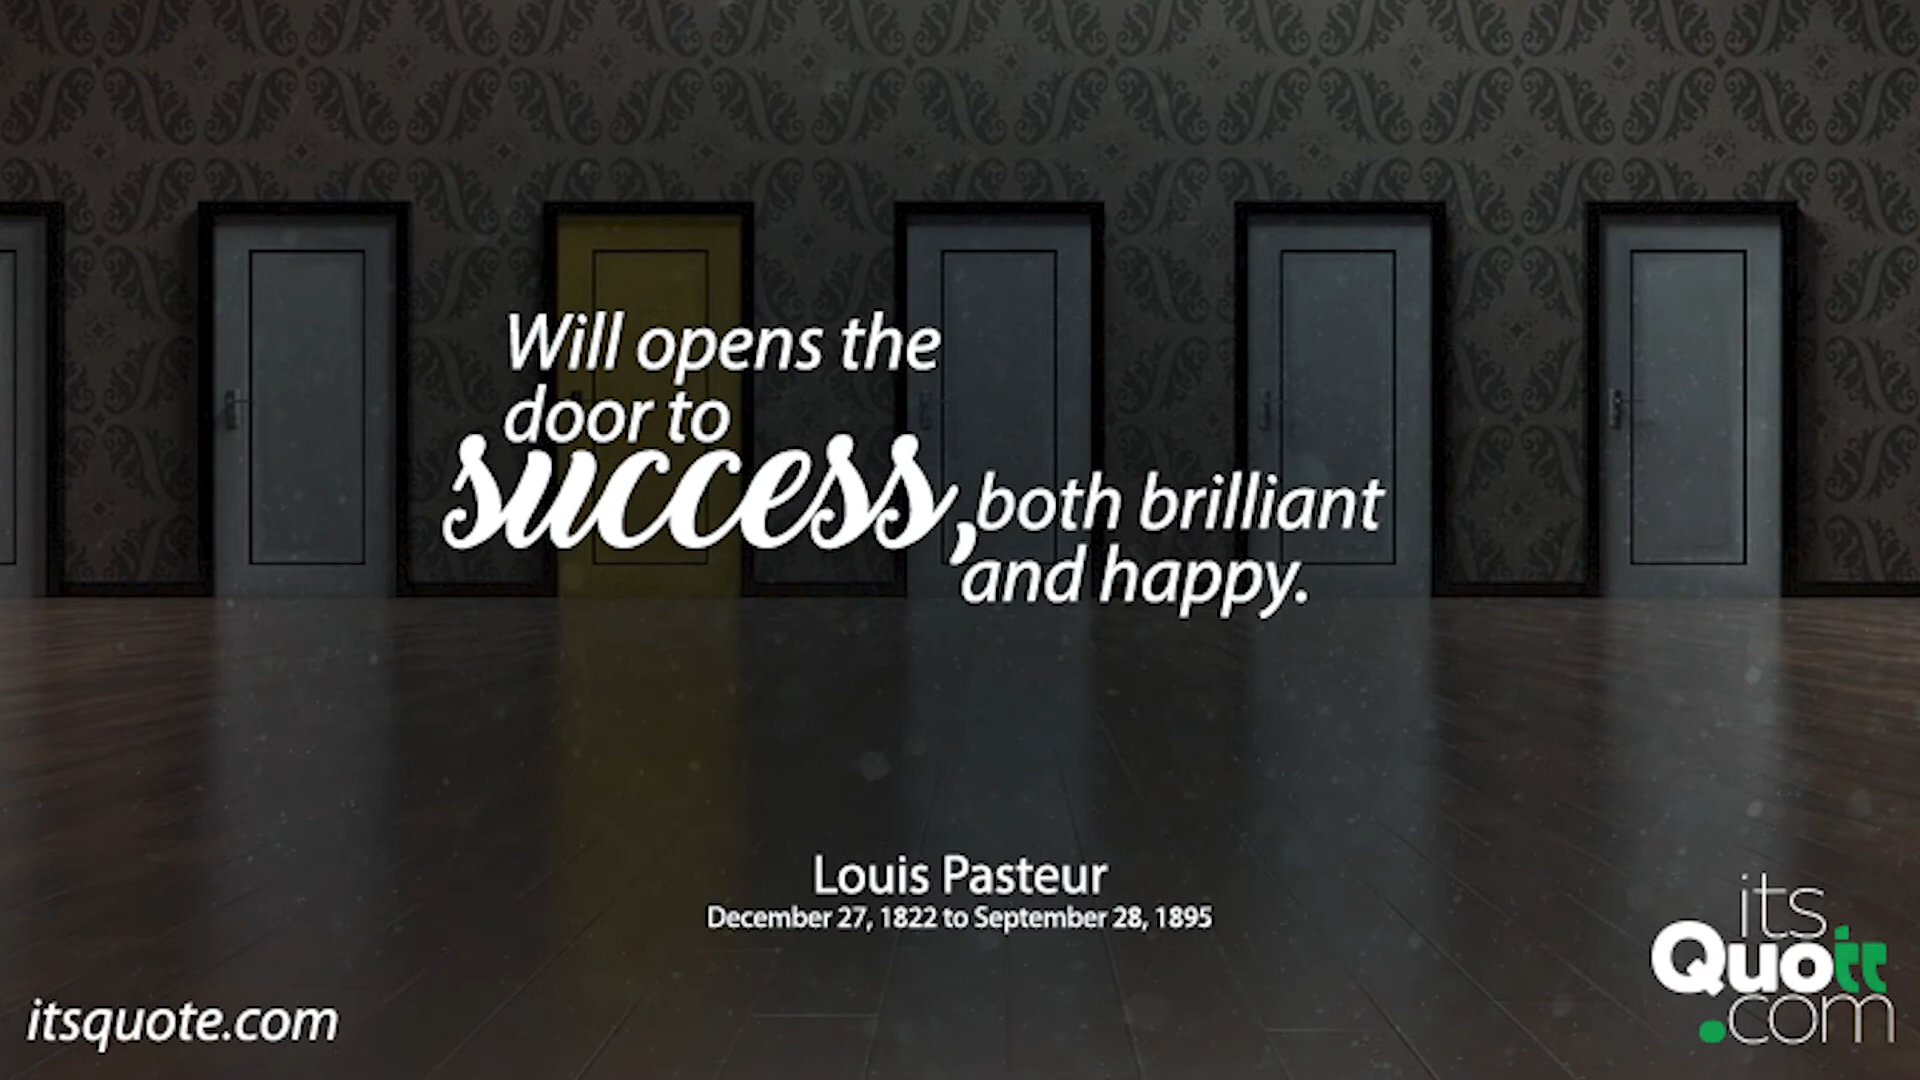 Will opens the
door to
success, both brilliant
and happy.
Louis Pasteur
December 27, 1822 to September 28, 1895
itsquote.com
its
Quott
.com